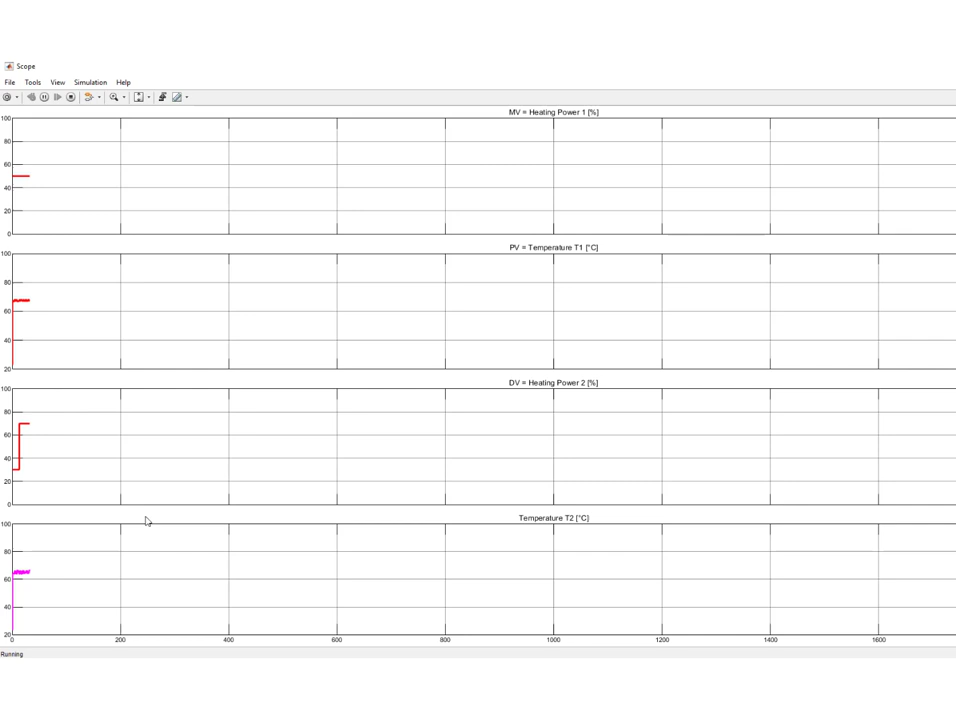 Scope
File Tools View Simulation Help
MV = Heating Power 1 [%]
100
80
60
40
20
0
PV = Temperature T1 [°C]
100
80
60
40
20
DV = Heating Power 2 [%]
100
80
60
40
20
0
Temperature T2 [°C]
100
80
60
40
20
0 200 400 600 800 1000 1200 1400 1600
Running